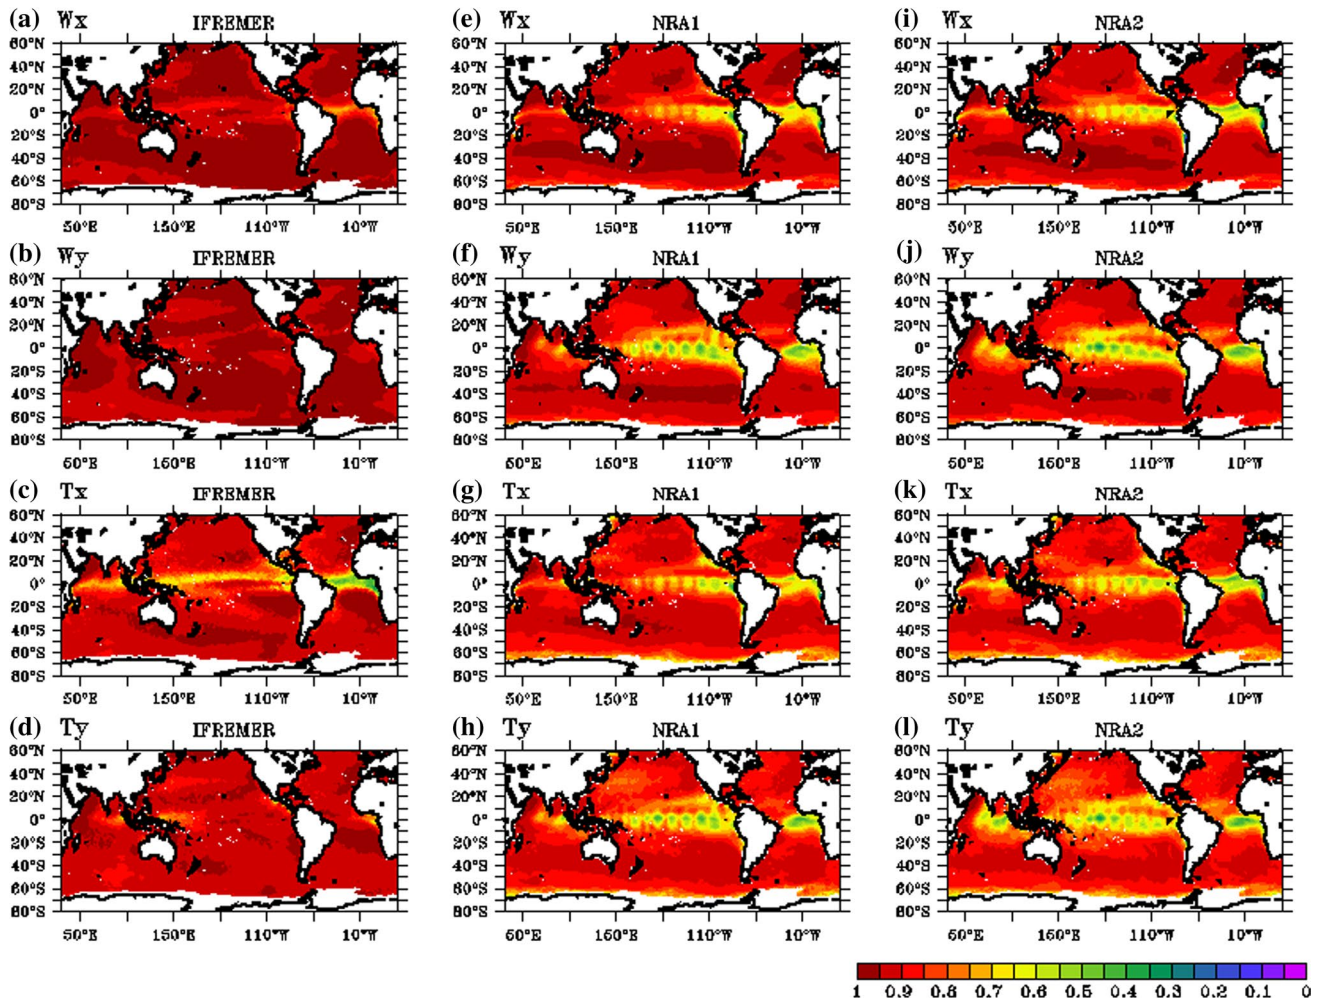 (a) Wx IFREMER (e) Wx NRA1 (i) Wx NRA2
60°N 60°N 60°N
40°N 40°N 40°N
20°N 20°N 20°N
0° 0° 0°
20°S 20°S 20°S
40°S 40°S 40°S
60°S 60°S 60°S
80°S 80°S 80°S
50°E 150°E 110°W 10°W 50°E 150°E 110°W 10°W 50°E 150°E 110°W 10°W
(b) Wy IFREMER (f) Wy NRA1 (j) Wy NRA2
60°N 60°N 60°N
40°N 40°N 40°N
20°N 20°N 20°N
0° 0° 0°
20°S 20°S 20°S
40°S 40°S 40°S
60°S 60°S 60°S
80°S 80°S 80°S
50°E 150°E 110°W 10°W 50°E 150°E 110°W 10°W 50°E 150°E 110°W 10°W
(c) Tx IFREMER (g) Tx NRA1 (k) Tx NRA2
60°N 60°N 60°N
40°N 40°N 40°N
20°N 20°N 20°N
0° 0° 0°
20°S 20°S 20°S
40°S 40°S 40°S
60°S 60°S 60°S
80°S 80°S 80°S
50°E 150°E 110°W 10°W 50°E 150°E 110°W 10°W 50°E 150°E 110°W 10°W
(d) Ty IFREMER (h) Ty NRA1 (l) Ty NRA2
60°N 60°N 60°N
40°N 40°N 40°N
20°N 20°N 20°N
0° 0° 0°
20°S 20°S 20°S
40°S 40°S 40°S
60°S 60°S 60°S
80°S 80°S 80°S
50°E 150°E 110°W 10°W 50°E 150°E 110°W 10°W 50°E 150°E 110°W 10°W
1 0.9 0.8 0.7 0.6 0.5 0.4 0.3 0.2 0.1 0